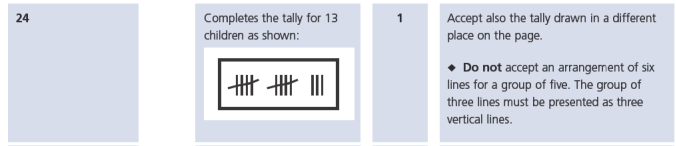 24
Completes the tally for 13
children as shown:
1
Accept also the tally drawn in a different
place on the page.
◆ Do not accept an arrangement of six
lines for a group of five. The group of
three lines must be presented as three
vertical lines.